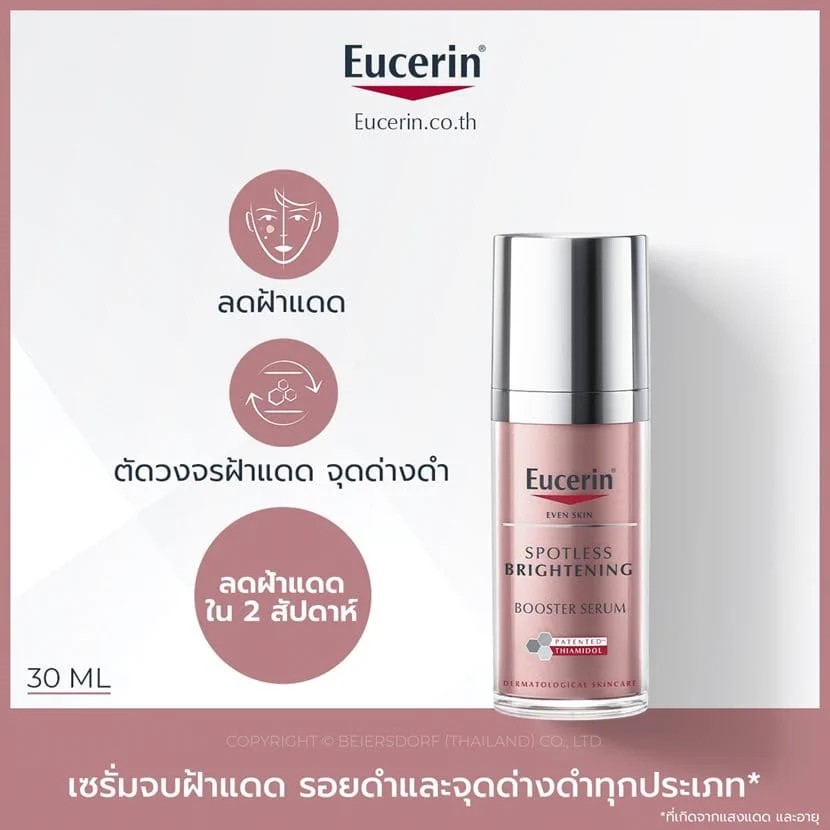 Eucerin®
Eucerin.co.th
ลดฝ้าแดด
ตัดวงจรฝ้าแดด จุดด่างดำ
ลดฝ้าแดด
ใน 2 สัปดาห์
30 ML
Eucerin®
EVEN SKIN
SPOTLESS
BRIGHTENING
BOOSTER SERUM
PATENTED
THIAMIDOL
DERMATOLOGICAL SKINCARE
COPYRIGHT © BEIERSDORF (THAILAND) CO., LTD
เซรั่มจบฝ้าแดด รอยดำและจุดด่างดำทุกประเภท*
*ที่เกิดจากแสงแดด และอายุ